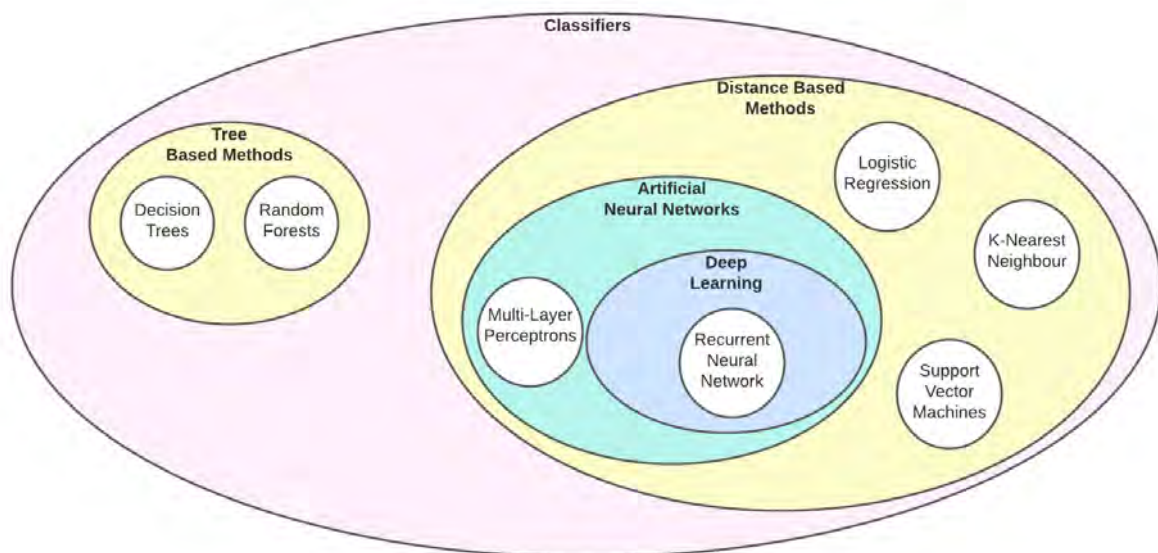 Classifiers
Distance Based
Methods
Tree
Based Methods
Decision
Trees
Random
Forests
Logistic
Regression
Artificial
Neural Networks
K-Nearest
Neighbour
Deep
Learning
Multi-Layer
Perceptrons
Recurrent
Neural
Network
Support
Vector
Machines